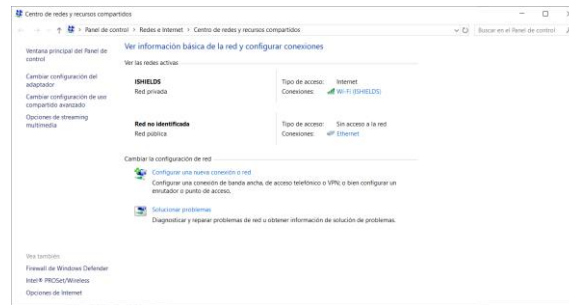 Centro de redes y recursos compartidos
Panel de control > Redes e Internet > Centro de redes y recursos compartidos
Buscar en el Panel de control
Ventana principal del Panel de
control
Cambiar configuración del
adaptador
Cambiar configuración de uso
compartido avanzado
Opciones de streaming
multimedia
Ver información básica de la red y configurar conexiones
Ver las redes activas
ISHIELDS
Red privada
Tipo de acceso: Internet
Conexiones: Wi-Fi (ISHIELDS)
Red no identificada
Red pública
Tipo de acceso: Sin acceso a la red
Conexiones: Ethernet
Cambiar la configuración de red
Configurar una nueva conexión o red
Configurar una conexión de banda ancha, de acceso telefónico o VPN; o bien configurar un
enrutador o punto de acceso.
Solucionar problemas
Diagnosticar y reparar problemas de red u obtener información de solución de problemas.
Vea también
Firewall de Windows Defender
Intel® PROSet/Wireless
Opciones de Internet